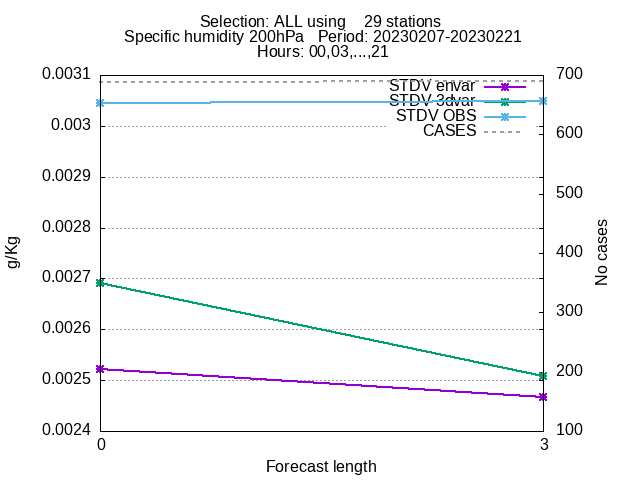 Selection: ALL using    29 stations
Specific humidity 200hPa   Period: 20230207-20230221
Hours: 00,03,...,21
0.0031
0.003
0.0029
0.0028
0.0027
0.0026
0.0025
0.0024
700
600
500
400
300
200
100
STDV envar
STDV 3dvar
STDV OBS
CASES
g/Kg
No cases
0
3
Forecast length